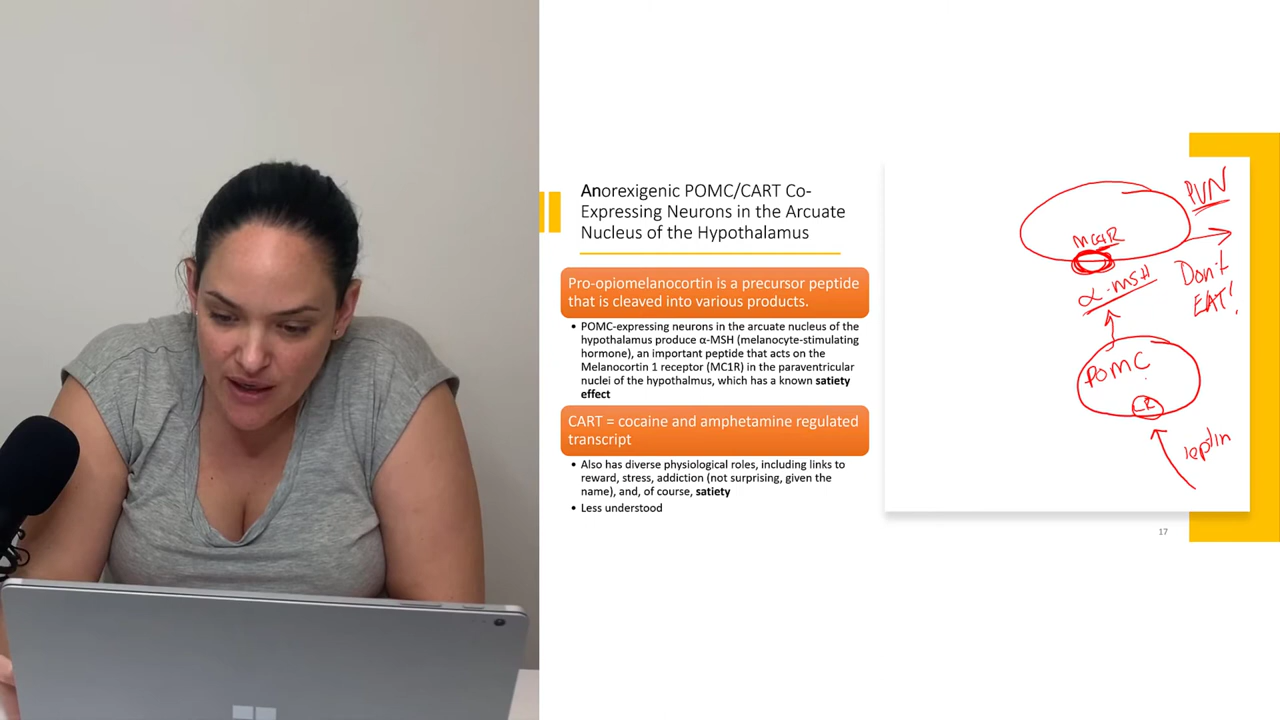 Anorexigenic POMC/CART Co-
Expressing Neurons in the Arcuate
Nucleus of the Hypothalamus
Pro-opiomelanocortin is a precursor peptide
that is cleaved into various products.
• POMC-expressing neurons in the arcuate nucleus of the
hypothalamus produce α-MSH (melanocyte-stimulating
hormone), an important peptide that acts on the
Melanocortin 1 receptor (MC1R) in the paraventricular
nuclei of the hypothalmus, which has a known satiety
effect
CART = cocaine and amphetamine regulated
transcript
• Also has diverse physiological roles, including links to
reward, stress, addiction (not surprising, given the
name), and, of course, satiety
• Less understood
PVN
MC1R
α-MSH
Don't
EAT!
POMC
LR
leptin
17